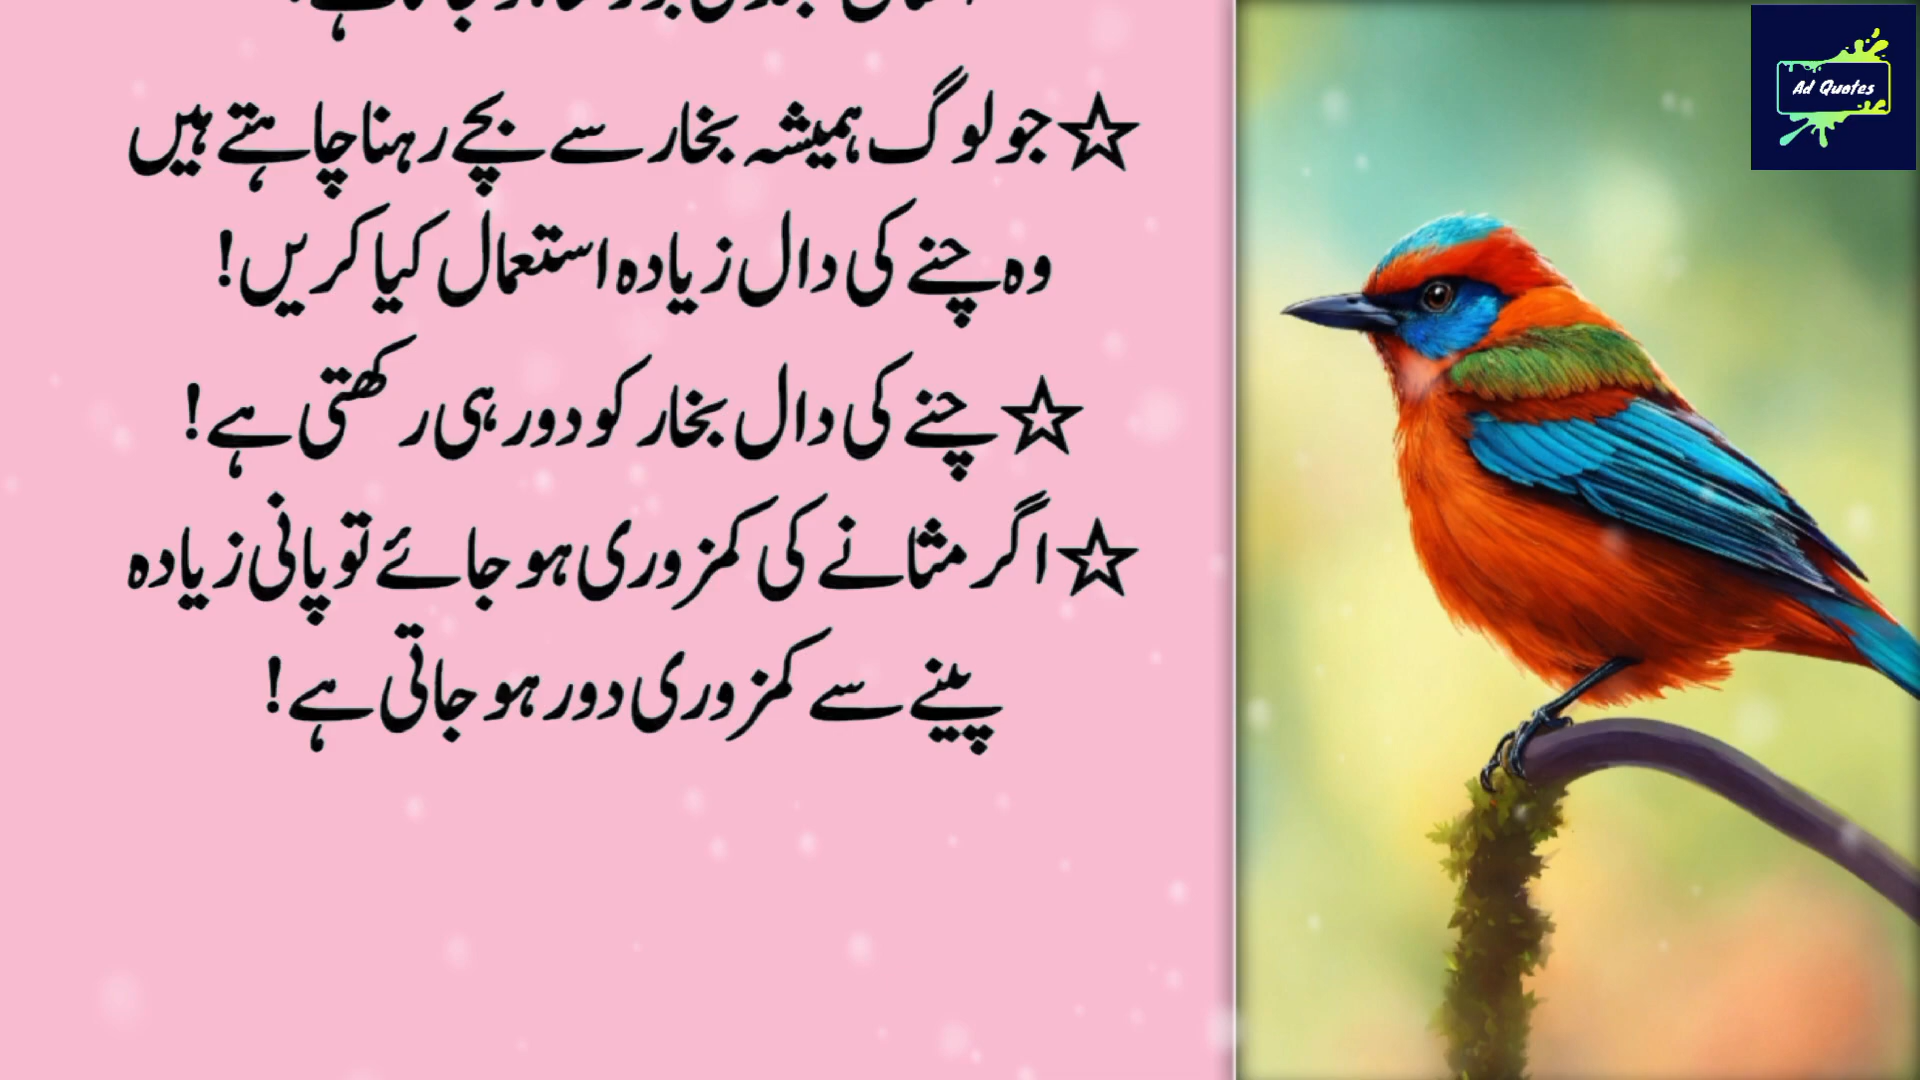 ☆جو لوگ ہمیشہ بخار سے بچے رہنا چاہتے ہیں
وہ چنے کی دال زیادہ استعمال کیا کریں!
☆چنے کی دال بخار کو دور ہی رکھتی ہے!
☆اگر مثانے کی کمزوری ہو جائے تو پانی زیادہ
پینے سے کمزوری دور ہو جاتی ہے!
Ad Quotes